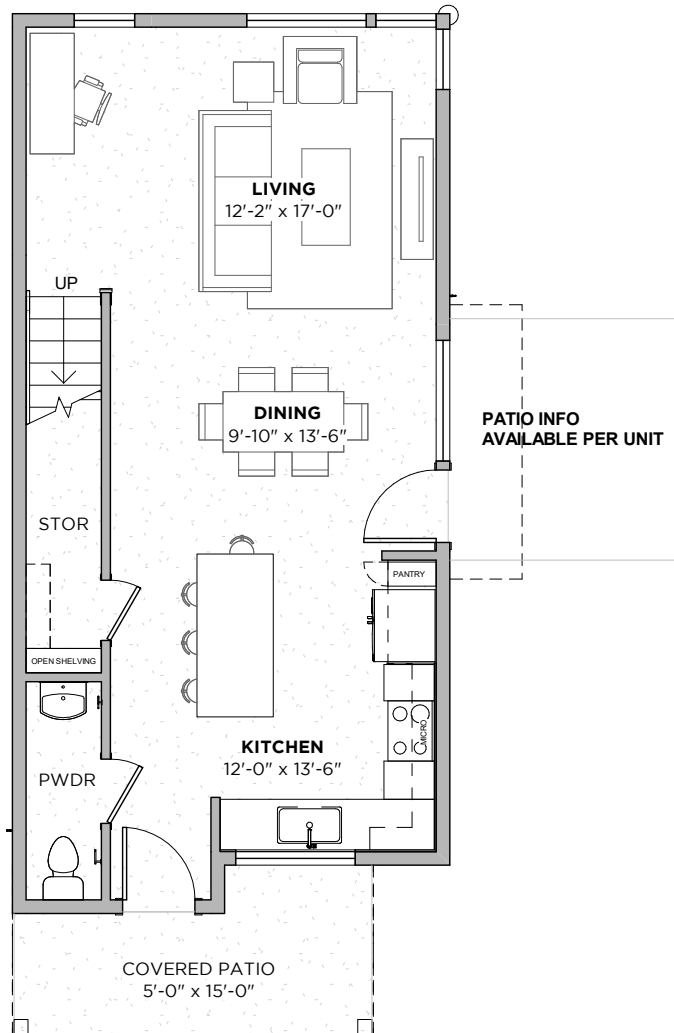 LIVING
12'-2" x 17'-0"
UP
DINING
9'-10" x 13'-6"
PATIO INFO
AVAILABLE PER UNIT
STOR
PANTRY
OPEN SHELVING
MICRO
KITCHEN
12'-0" x 13'-6"
PWDR
COVERED PATIO
5'-0" x 15'-0"